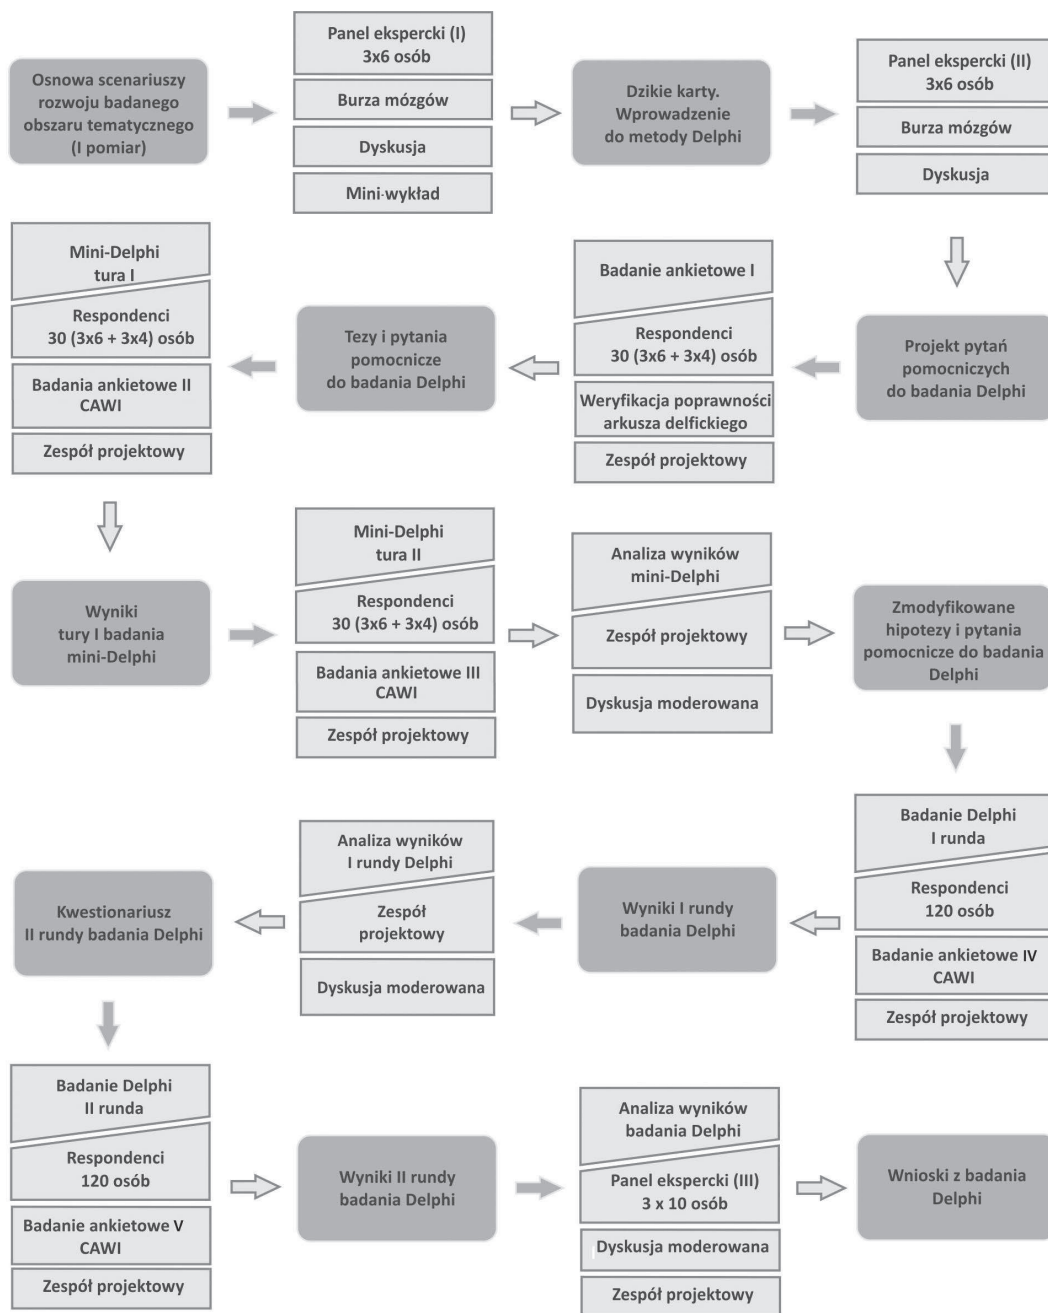 Osnowa scenariuszy
rozwoju badanego
obszaru tematycznego
(I pomiar)
Panel ekspercki (I)
3x6 osób
Burza mózgów
Dyskusja
Mini-wykład
Dzikie karty.
Wprowadzenie
do metody Delphi
Panel ekspercki (II)
3x6 osób
Burza mózgów
Dyskusja
Projekt pytań
pomocniczych
do badania Delphi
Badanie ankietowe I
Respondenci
30 (3x6 + 3x4) osób
Weryfikacja poprawności
arkusza delfickiego
Zespół projektowy
Tezy i pytania
pomocnicze
do badania Delphi
Mini-Delphi
tura I
Respondenci
30 (3x6 + 3x4) osób
Badania ankietowe II
CAWI
Zespół projektowy
Wyniki
tury I badania
mini-Delphi
Mini-Delphi
tura II
Respondenci
30 (3x6 + 3x4) osób
Badania ankietowe III
CAWI
Zespół projektowy
Analiza wyników
mini-Delphi
Zespół projektowy
Dyskusja moderowana
Zmodyfikowane
hipotezy i pytania
pomocnicze do badania
Delphi
Badanie Delphi
I runda
Respondenci
120 osób
Badanie ankietowe IV
CAWI
Zespół projektowy
Wyniki I rundy
badania Delphi
Analiza wyników
I rundy Delphi
Zespół
projektowy
Dyskusja moderowana
Kwestionariusz
II rundy badania Delphi
Badanie Delphi
II runda
Respondenci
120 osób
Badanie ankietowe V
CAWI
Zespół projektowy
Wyniki II rundy
badania Delphi
Analiza wyników
badania Delphi
Panel ekspercki (III)
3 x 10 osób
Dyskusja moderowana
Zespół projektowy
Wnioski z badania
Delphi